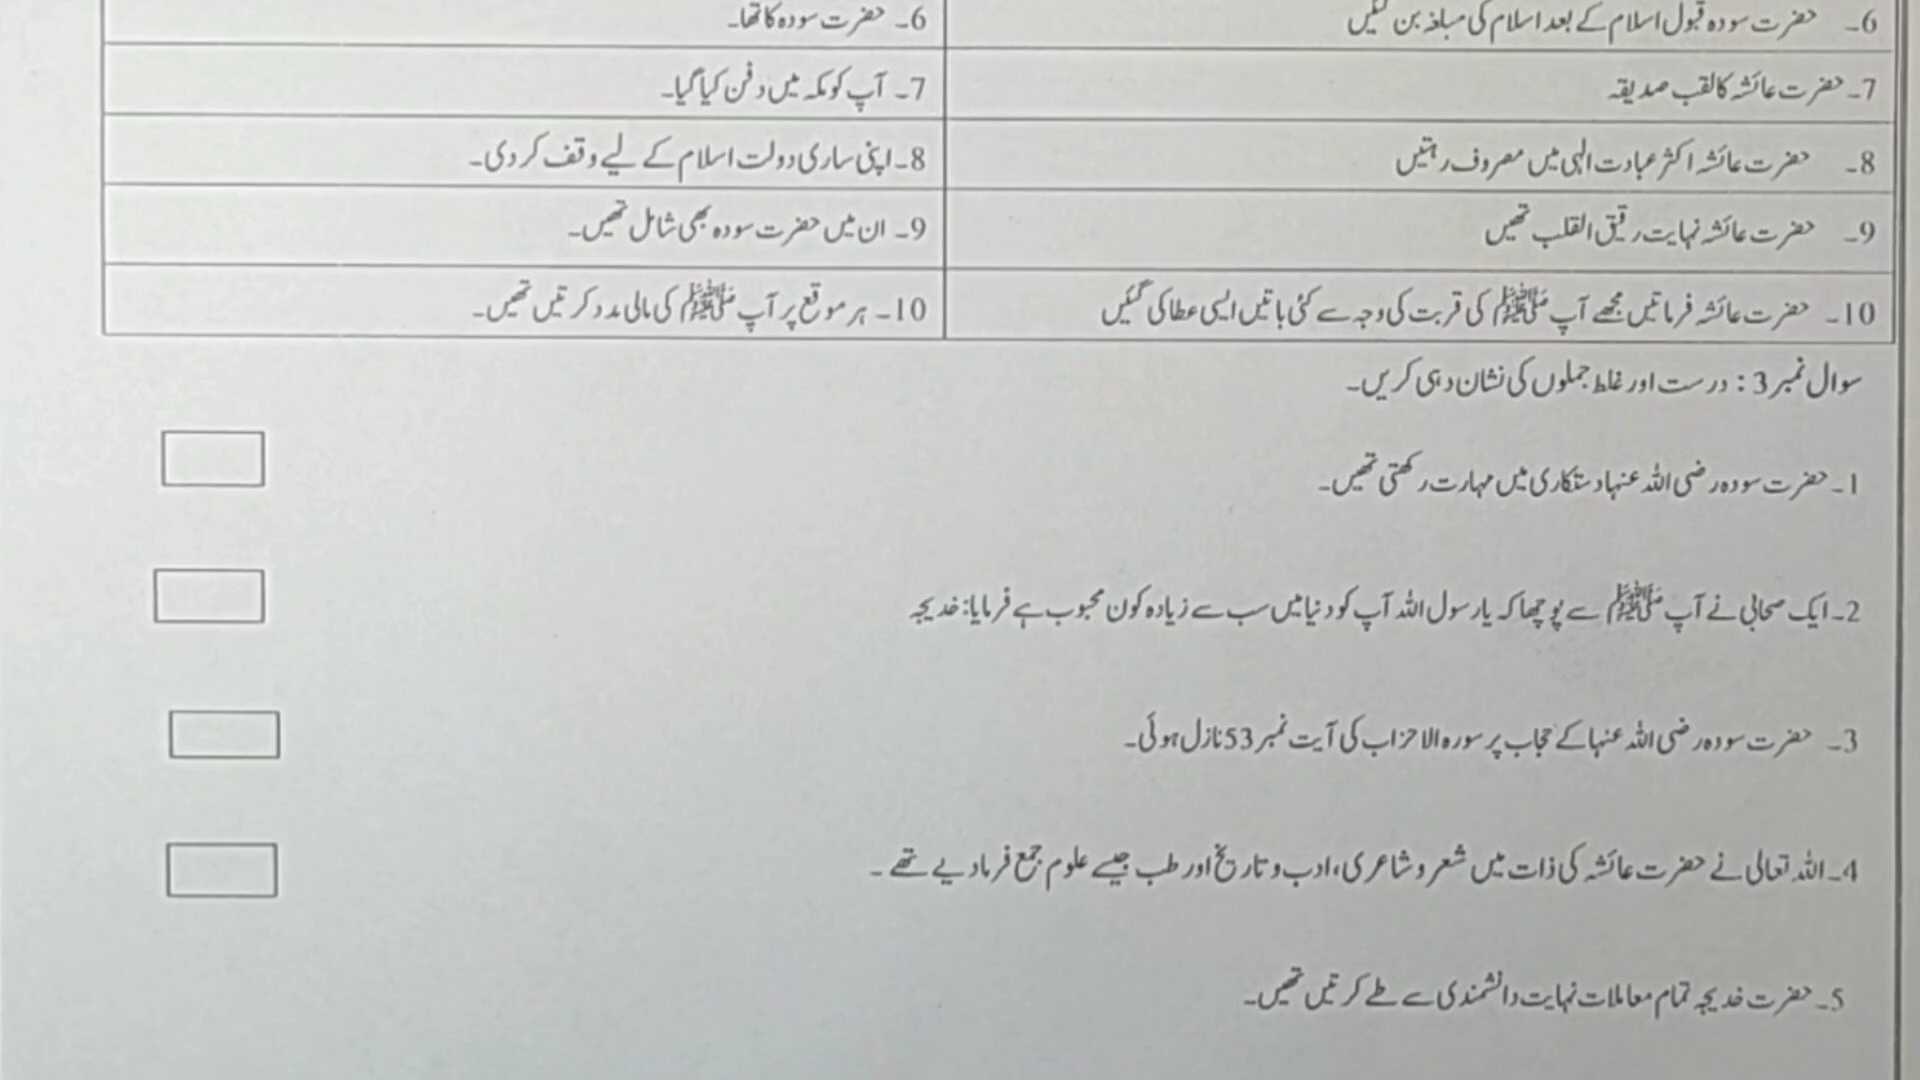 6۔ حضرت سودہ قبول اسلام کے بعد اسلام کی مبلغہ بن گئیں
6۔ حضرت سودہ کا تھا۔
7۔ حضرت عائشہ کا لقب صدیقہ
7۔ آپ کو مکہ میں دفن کیا گیا۔
8۔ حضرت عائشہ اکثر عبادت الٰہی میں مصروف رہتیں
8۔ اپنی ساری دولت اسلام کے لیے وقف کر دی۔
9۔ حضرت عائشہ نہایت رقیق القلب تھیں
9۔ ان میں حضرت سودہ بھی شامل تھیں۔
10۔ حضرت عائشہ فرماتیں مجھے آپ ﷺ کی قربت کی وجہ سے کئی باتیں ایسی عطا کی گئیں
10۔ ہر موقع پر آپ ﷺ کی مالی مدد کرتیں تھیں۔
سوال نمبر 3: درست اور غلط جملوں کی نشان دہی کریں۔
1۔ حضرت سودہ رضی اللہ عنہا دستکاری میں مہارت رکھتی تھیں۔
2۔ ایک صحابی نے آپ ﷺ سے پوچھا کہ یا رسول اللہ آپ کو دنیا میں سب سے زیادہ کون محبوب ہے فرمایا: خدیجہ
3۔ حضرت سودہ رضی اللہ عنہا کے حجاب پر سورہ الاحزاب کی آیت نمبر 53 نازل ہوئی۔
4۔ اللہ تعالی نے حضرت عائشہ کی ذات میں شعر و شاعری، ادب و تاریخ اور طب جیسے علوم جمع فرما دیے تھے۔
5۔ حضرت خدیجہ تمام معاملات نہایت دانشمندی سے طے کرتیں تھیں۔